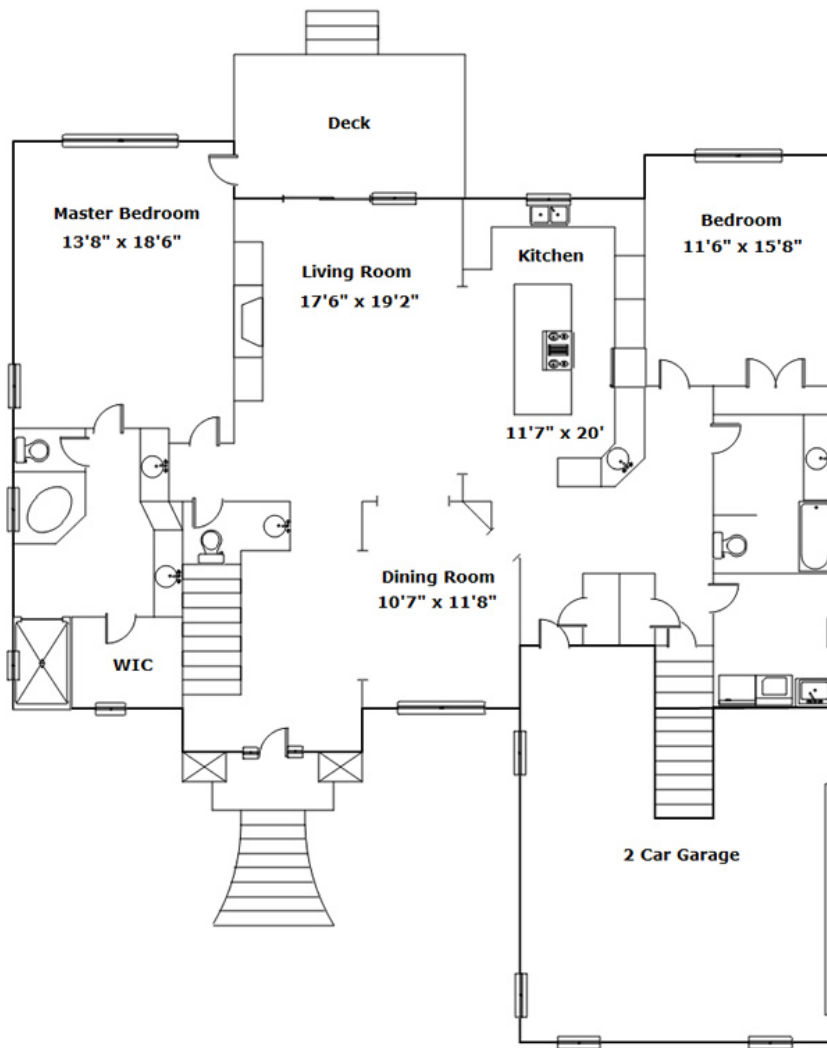 Deck
Master Bedroom
13'8" x 18'6"
Bedroom
11'6" x 15'8"
Living Room
17'6" x 19'2"
Kitchen
11'7" x 20'
Dining Room
10'7" x 11'8"
WIC
2 Car Garage